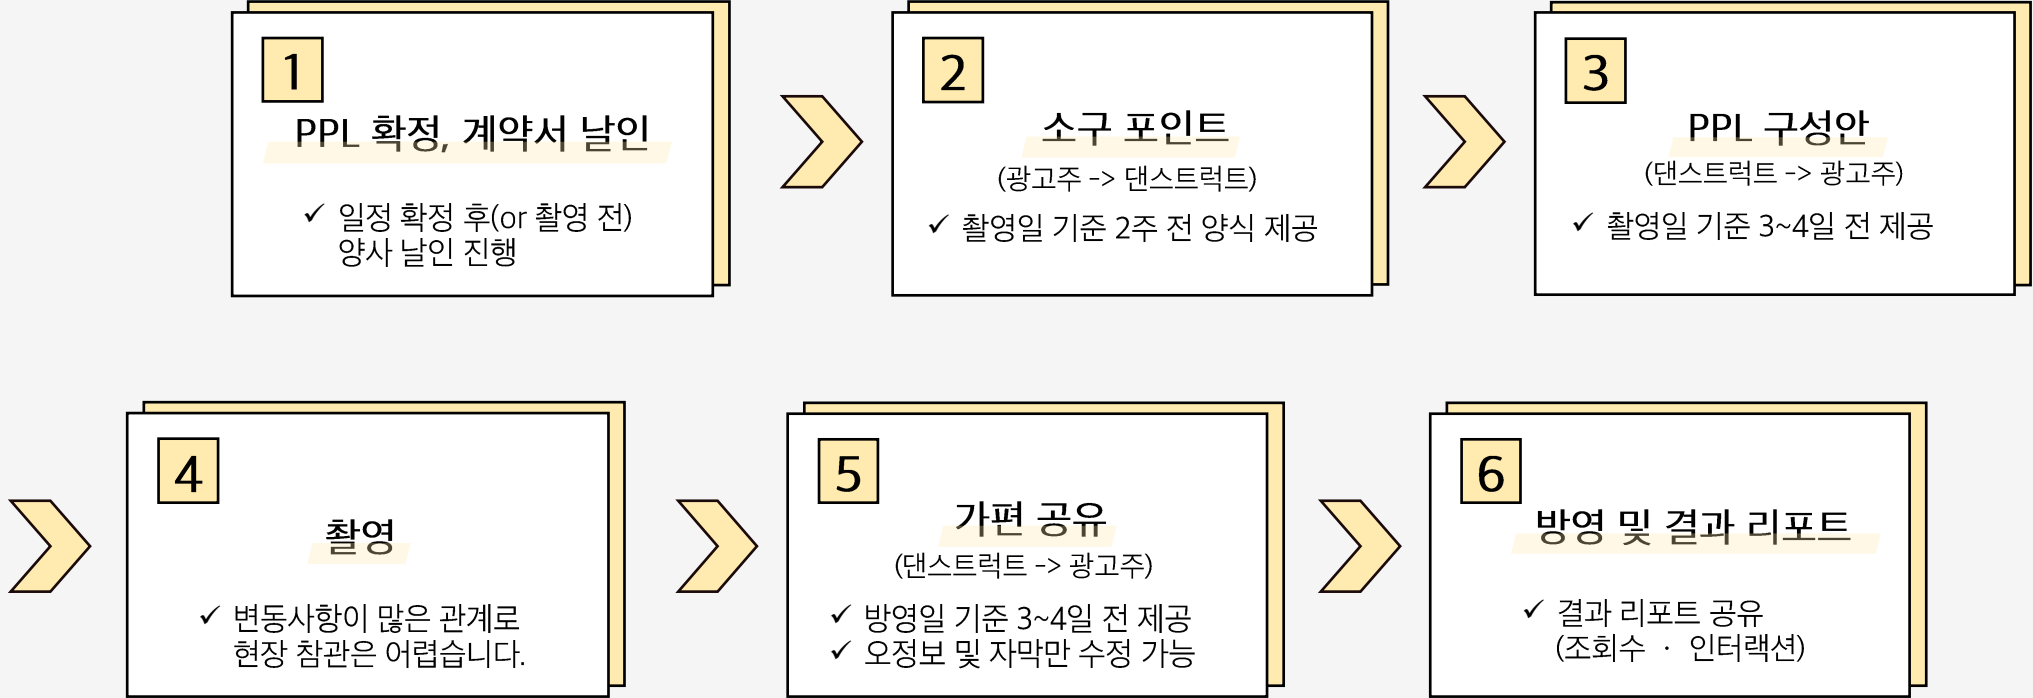 1
PPL 확정, 계약서 날인
✓ 일정 확정 후(or 촬영 전)
양사 날인 진행
2
소구 포인트
(광고주 -> 댄스트럭트)
✓ 촬영일 기준 2주 전 양식 제공
3
PPL 구성안
(댄스트럭트 -> 광고주)
✓ 촬영일 기준 3~4일 전 제공
4
촬영
✓ 변동사항이 많은 관계로
현장 참관은 어렵습니다.
5
가편 공유
(댄스트럭트 -> 광고주)
✓ 방영일 기준 3~4일 전 제공
✓ 오정보 및 자막만 수정 가능
6
방영 및 결과 리포트
✓ 결과 리포트 공유
(조회수 · 인터랙션)